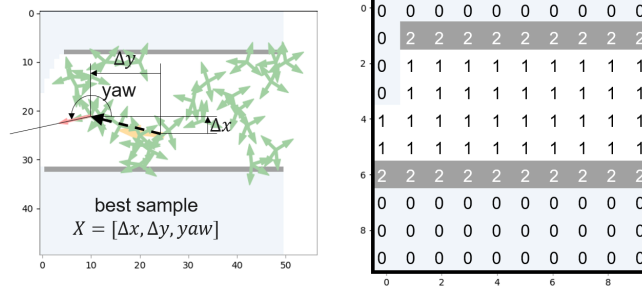 0
10
20
30
40
Δy
yaw
Δx
best sample
X = [Δx, Δy, yaw]
0 10 20 30 40 50
0 0 0 0 0 0 0 0 0 0 0
0 2 2 2 2 2 2 2 2 2
2 0 1 1 1 1 1 1 1 1 1
0 1 1 1 1 1 1 1 1 1
4 1 1 1 1 1 1 1 1 1 1
1 1 1 1 1 1 1 1 1 1
6 2 2 2 2 2 2 2 2 2 2
0 0 0 0 0 0 0 0 0 0
8 0 0 0 0 0 0 0 0 0 0
0 0 0 0 0 0 0 0 0 0
0 2 4 6 8